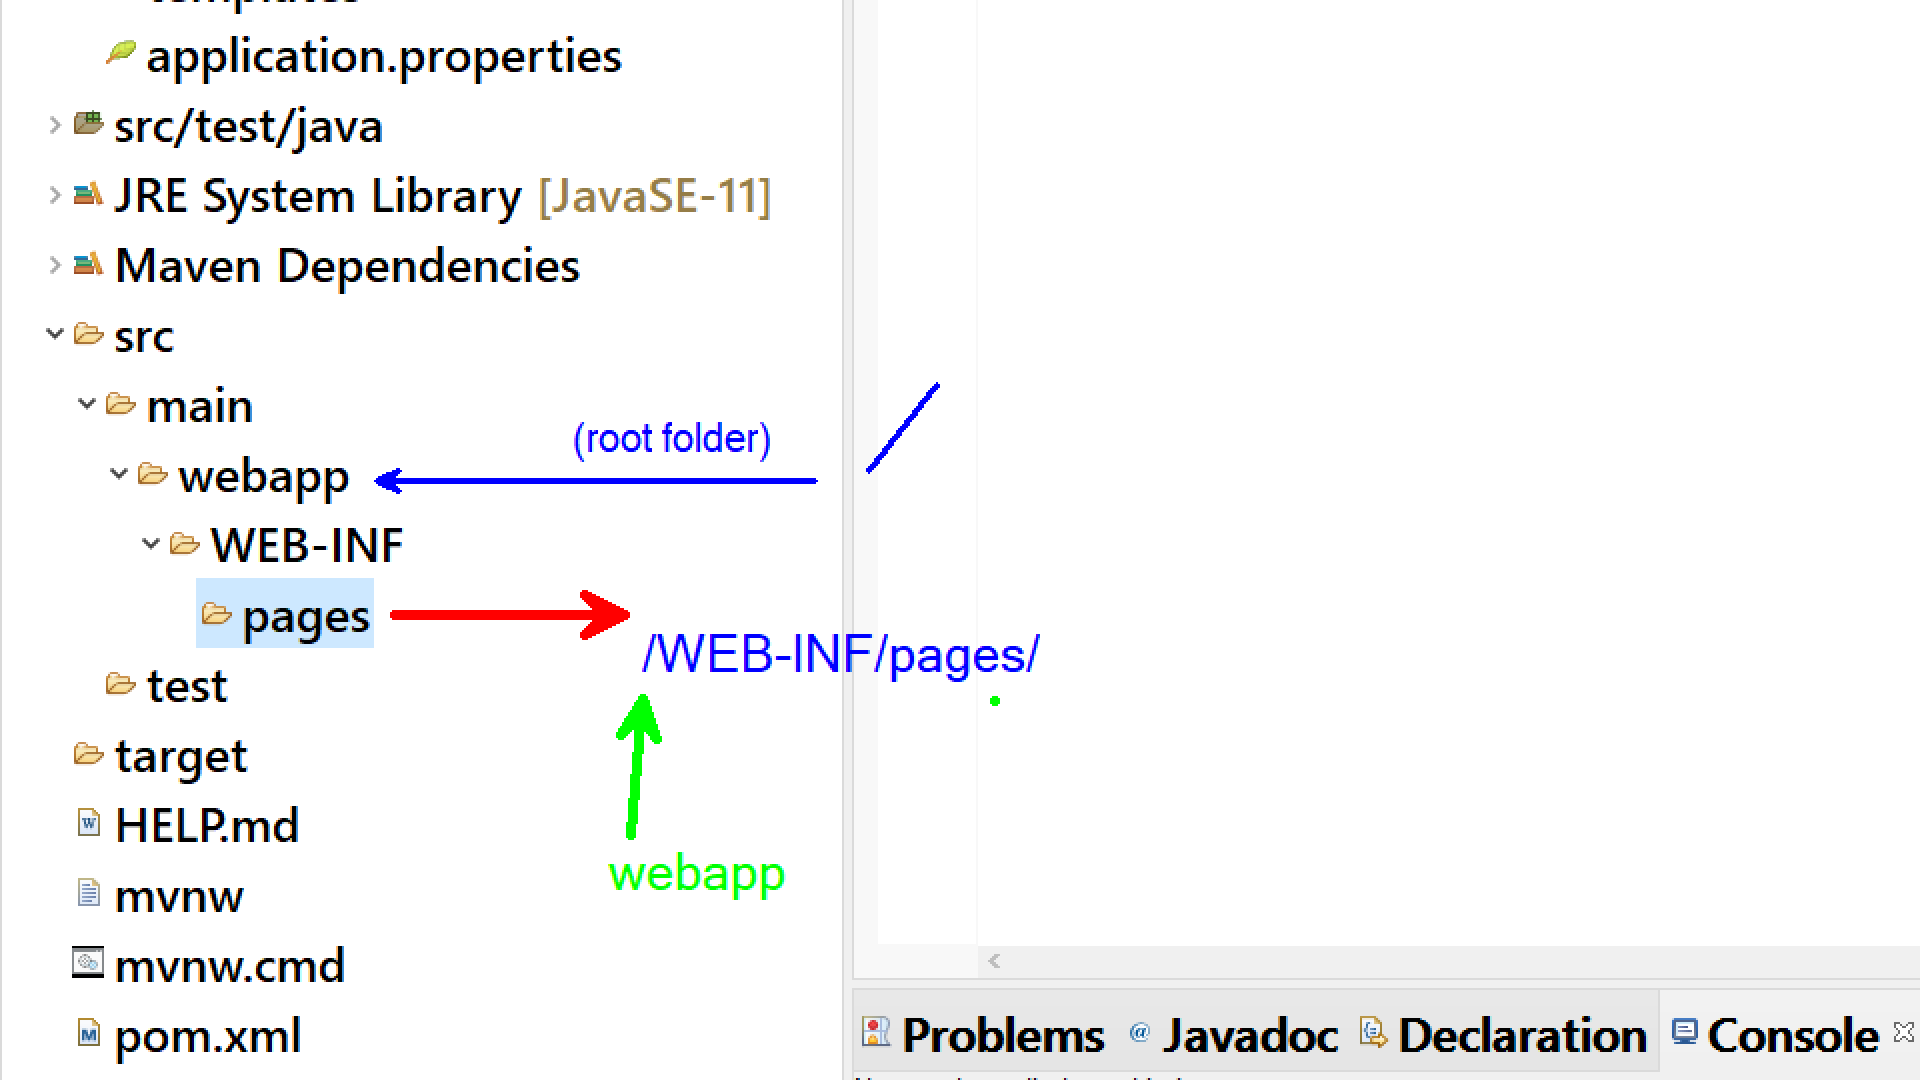 templates
application.properties
src/test/java
JRE System Library [JavaSE-11]
Maven Dependencies
src
main
(root folder)
/
webapp
WEB-INF
pages
/WEB-INF/pages/
test
target
HELP.md
webapp
mvnw
mvnw.cmd
pom.xml
Problems @ Javadoc Declaration Console